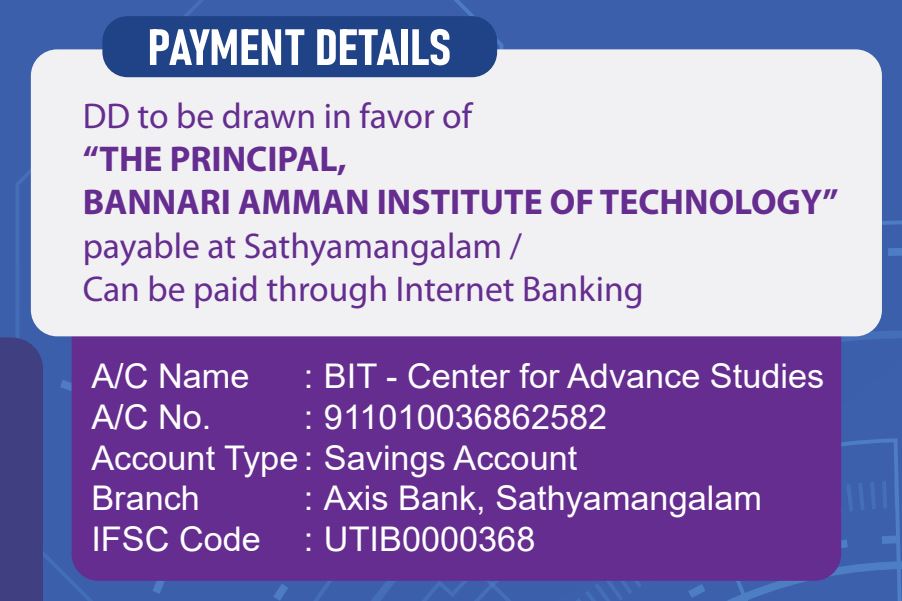 PAYMENT DETAILS
DD to be drawn in favor of
“THE PRINCIPAL,
BANNARI AMMAN INSTITUTE OF TECHNOLOGY”
payable at Sathyamangalam /
Can be paid through Internet Banking
A/C Name : BIT - Center for Advance Studies
A/C No. : 911010036862582
Account Type : Savings Account
Branch : Axis Bank, Sathyamangalam
IFSC Code : UTIB0000368